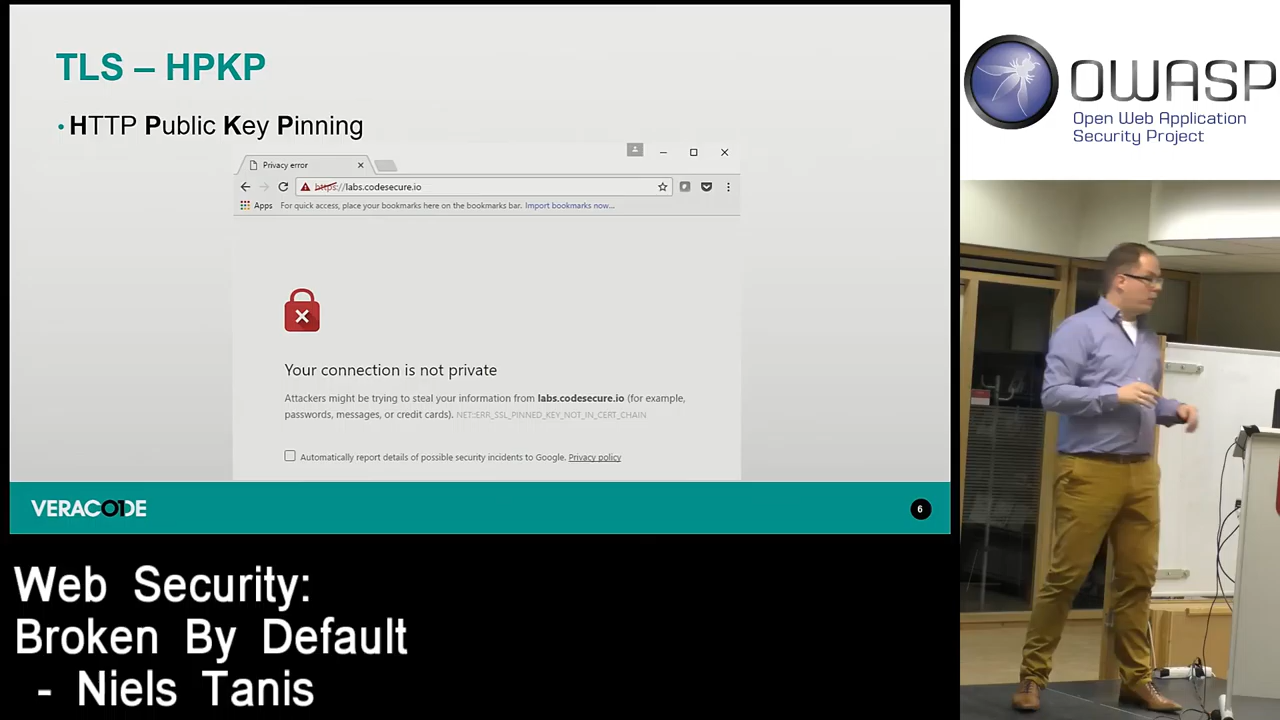 TLS – HPKP
• HTTP Public Key Pinning
Privacy error
https://labs.codesecure.io
Apps For quick access, place your bookmarks here on the bookmarks bar. Import bookmarks now...
Your connection is not private
Attackers might be trying to steal your information from labs.codesecure.io (for example,
passwords, messages, or credit cards). NET::ERR_SSL_PINNED_KEY_NOT_IN_CERT_CHAIN
Automatically report details of possible security incidents to Google. Privacy policy
VERACODE
6
OWASP
Open Web Application
Security Project
Web Security:
Broken By Default
- Niels Tanis